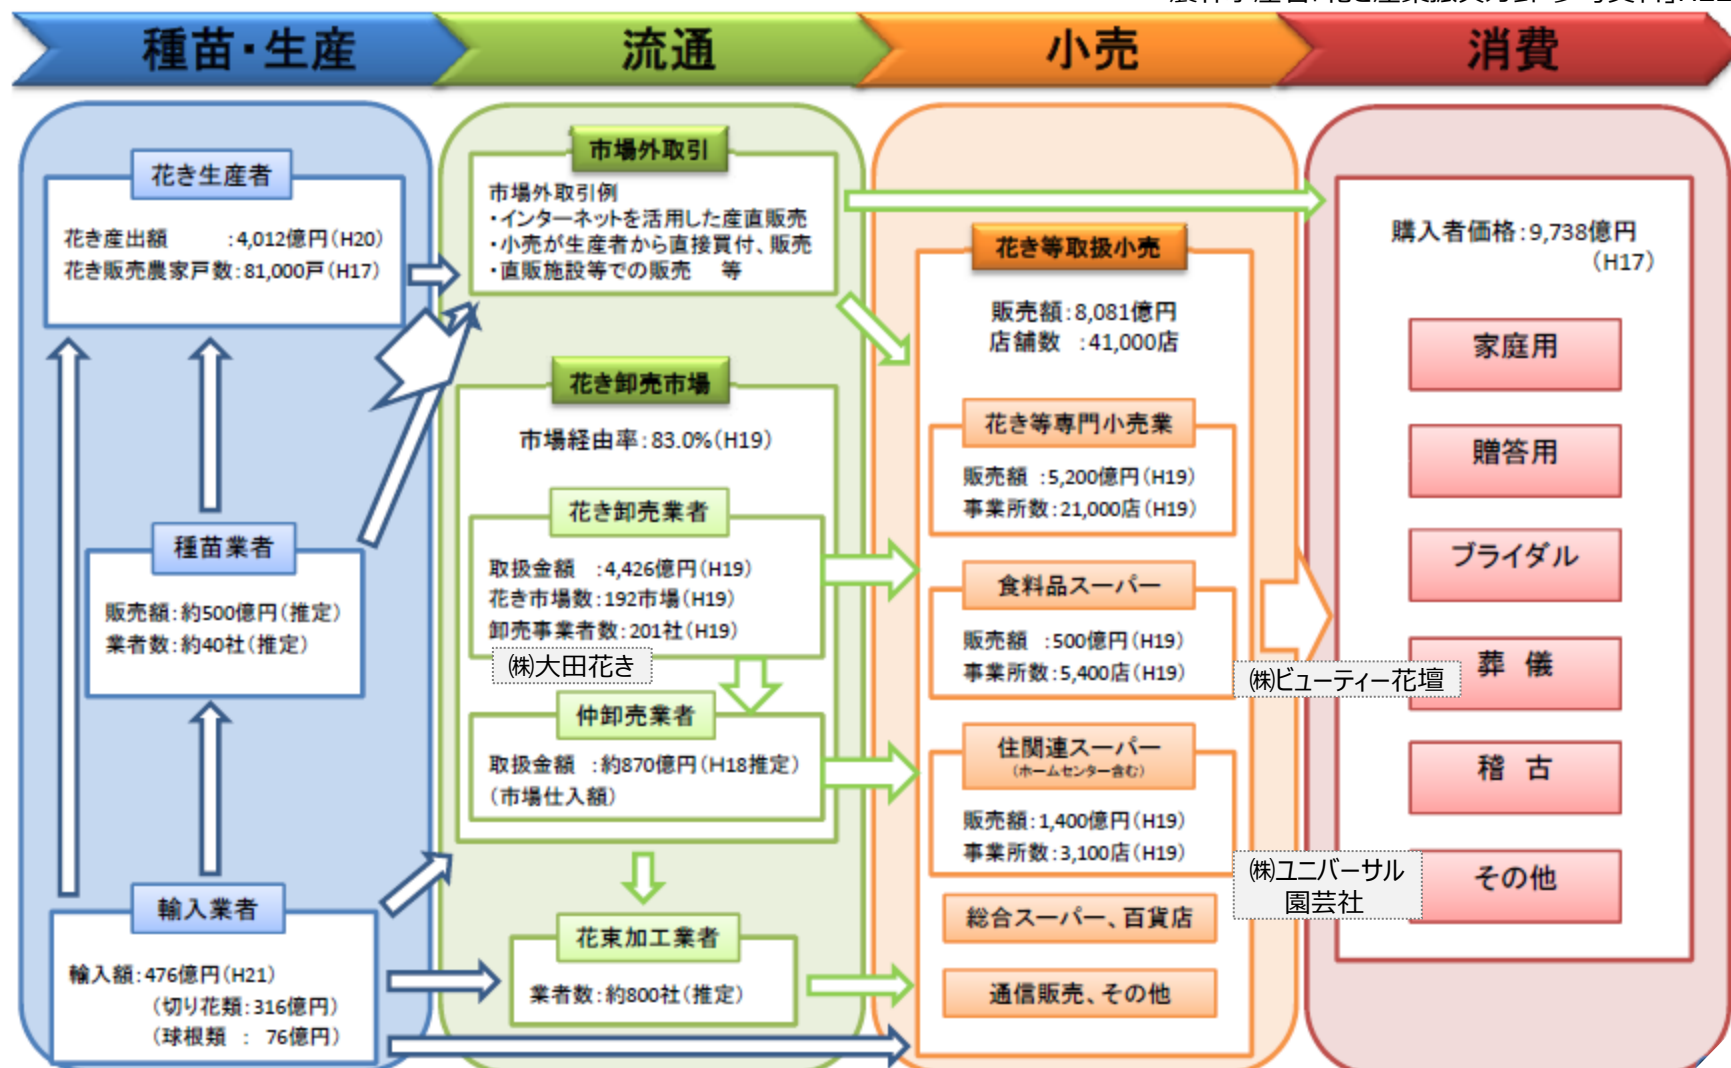 種苗・生産
流通
小売
消費
花き生産者
花き産出額　　　:4,012億円(H20)
花き販売農家戸数:81,000戸(H17)
種苗業者
販売額:約500億円(推定)
業者数:約40社(推定)
輸入業者
輸入額:476億円(H21)
(切り花類:316億円)
(球根類　:　76億円)
市場外取引
市場外取引例
・インターネットを活用した産直販売
・小売が生産者から直接買付、販売
・直販施設等での販売　等
花き卸売市場
市場経由率:83.0%(H19)
花き卸売業者
取扱金額　:4,426億円(H19)
花き市場数:192市場(H19)
卸売事業者数:201社(H19)
㈱大田花き
仲卸売業者
取扱金額　:約870億円(H18推定)
(市場仕入額)
花束加工業者
業者数:約800社(推定)
花き等取扱小売
販売額:8,081億円
店舗数　:41,000店
花き等専門小売業
販売額　:5,200億円(H19)
事業所数:21,000店(H19)
食料品スーパー
販売額　:500億円(H19)
事業所数:5,400店(H19)
住関連スーパー
(ホームセンター含む)
販売額:1,400億円(H19)
事業所数:3,100店(H19)
総合スーパー、百貨店
通信販売、その他
購入者価格:9,738億円
(H17)
家庭用
贈答用
ブライダル
葬　儀
㈱ビューティー花壇
稽　古
その他
㈱ユニバーサル
園芸社